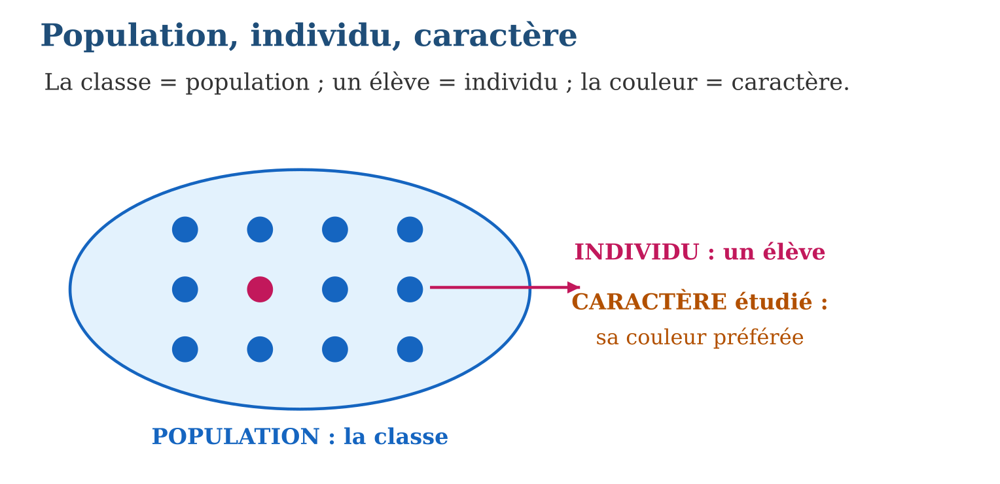 Population, individu, caractère
La classe = population ; un élève = individu ; la couleur = caractère.
INDIVIDU : un élève
CARACTÈRE étudié :
sa couleur préférée
POPULATION : la classe